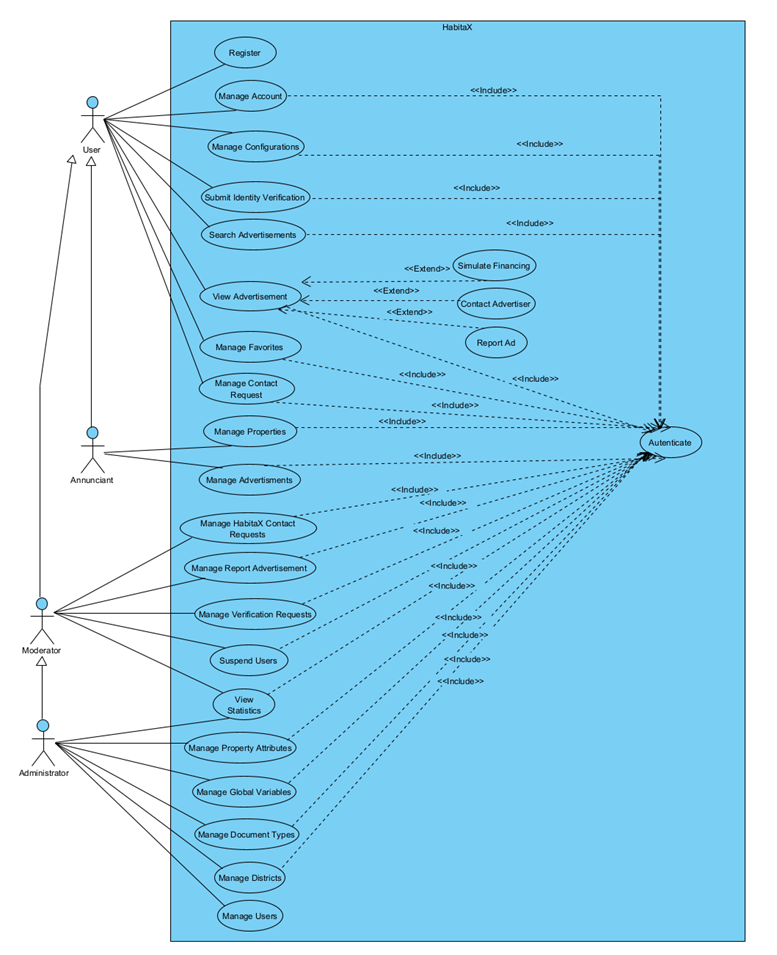 HabitaX
Register
Manage Account
<<Include>>
User
Manage Configurations
<<Include>>
Submit Identity Verification
<<Include>>
Search Advertisements
<<Include>>
Simulate Financing
<<Extend>>
View Advertisement
<<Extend>>
Contact Advertiser
<<Extend>>
Report Ad
Manage Favorites
<<Include>>
<<Include>>
Manage Contact
Request
<<Include>>
Manage Properties
<<Include>>
Autenticate
Annunciant
Manage Advertisments
<<Include>>
<<Include>>
Manage HabitaX Contact
Requests
<<Include>>
<<Include>>
Manage Report Advertisement
<<Include>>
<<Include>>
Manage Verification Requests
<<Include>>
<<Include>>
Moderator
Suspend Users
<<Include>>
<<Include>>
View
Statistics
Manage Property Attributes
Administrator
Manage Global Variables
Manage Document Types
Manage Districts
Manage Users